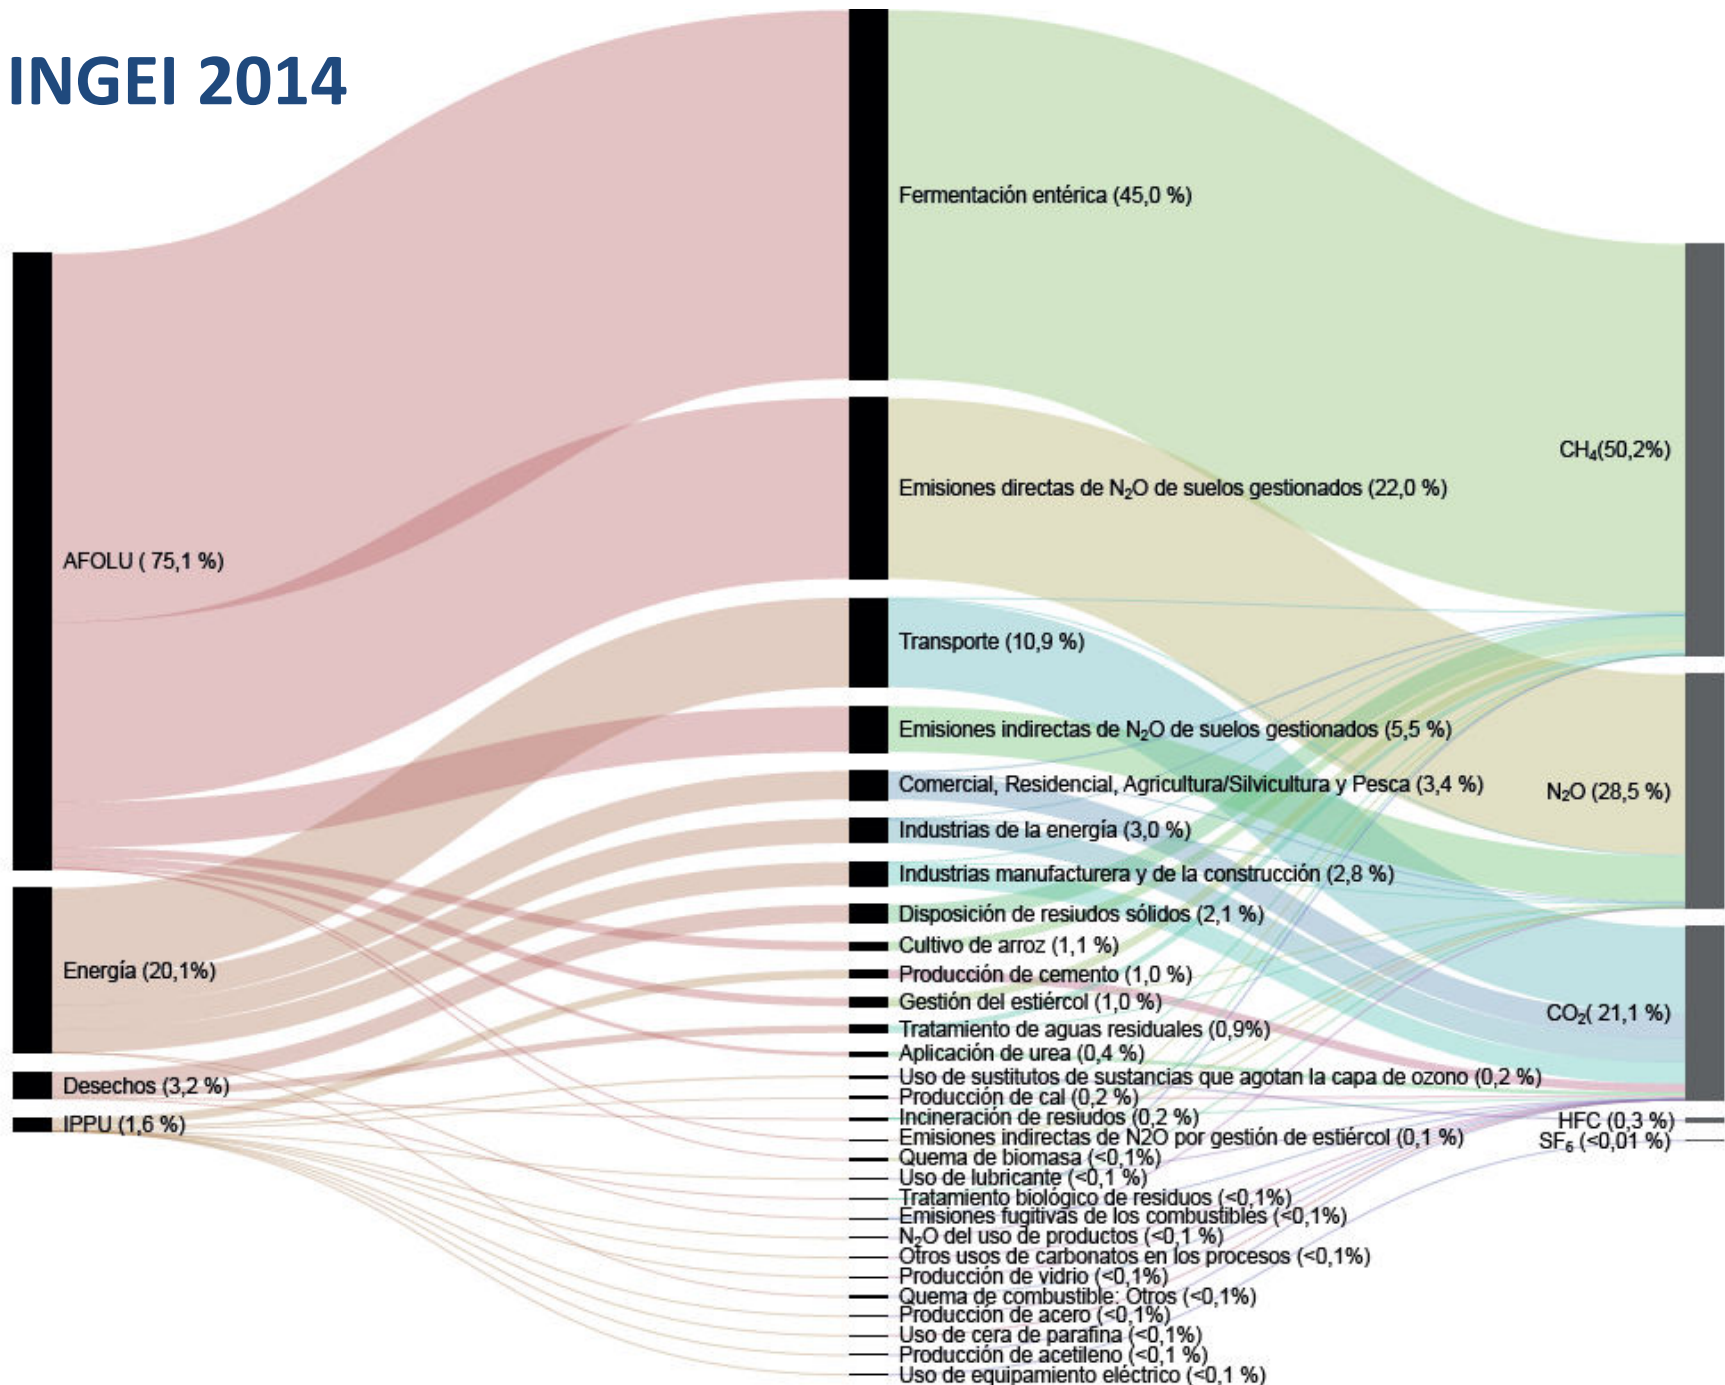 INGEI 2014
AFOLU ( 75,1 %)
Energía (20,1%)
Desechos (3,2 %)
IPPU (1,6 %)
Fermentación entérica (45,0 %)
Emisiones directas de N₂O de suelos gestionados (22,0 %)
Transporte (10,9 %)
Emisiones indirectas de N₂O de suelos gestionados (5,5 %)
Comercial, Residencial, Agricultura/Silvicultura y Pesca (3,4 %)
Industrias de la energía (3,0 %)
Industrias manufacturera y de la construcción (2,8 %)
Disposición de resiudos sólidos (2,1 %)
Cultivo de arroz (1,1 %)
Producción de cemento (1,0 %)
Gestión del estiércol (1,0 %)
Tratamiento de aguas residuales (0,9%)
Aplicación de urea (0,4 %)
Uso de sustitutos de sustancias que agotan la capa de ozono (0,2 %)
Producción de cal (0,2 %)
Incineración de resiudos (0,2 %)
Emisiones indirectas de N2O por gestión de estiércol (0,1 %)
Quema de biomasa (<0,1%)
Uso de lubricante (<0,1 %)
Tratamiento biológico de residuos (<0,1%)
Emisiones fugitivas de los combustibles (<0,1%)
N₂O del uso de productos (<0,1 %)
Otros usos de carbonatos en los procesos (<0,1%)
Producción de vidrio (<0,1%)
Quema de combustible: Otros (<0,1%)
Producción de acero (<0,1%)
Uso de cera de parafina (<0,1%)
Producción de acetileno (<0,1 %)
Uso de equipamiento eléctrico (<0,1 %)
CH₄(50,2%)
N₂O (28,5 %)
CO₂( 21,1 %)
HFC (0,3 %)
SF₆ (<0,01 %)